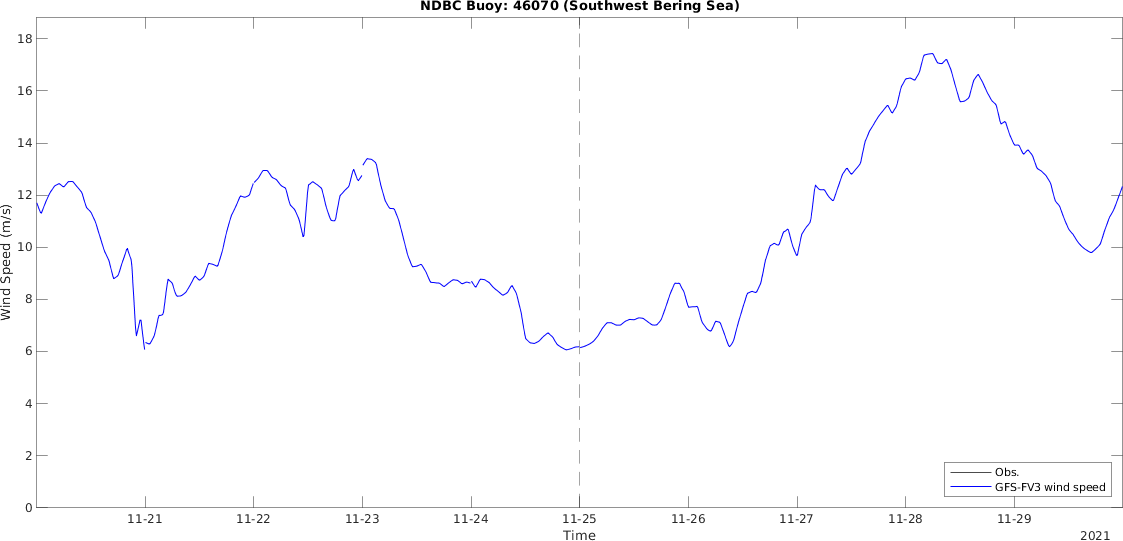 NDBC Buoy: 46070 (Southwest Bering Sea)
18
16
14
12
10
8
6
4
2
0
Wind Speed (m/s)
Obs.
GFS-FV3 wind speed
11-21 11-22 11-23 11-24 11-25 11-26 11-27 11-28 11-29
Time
2021